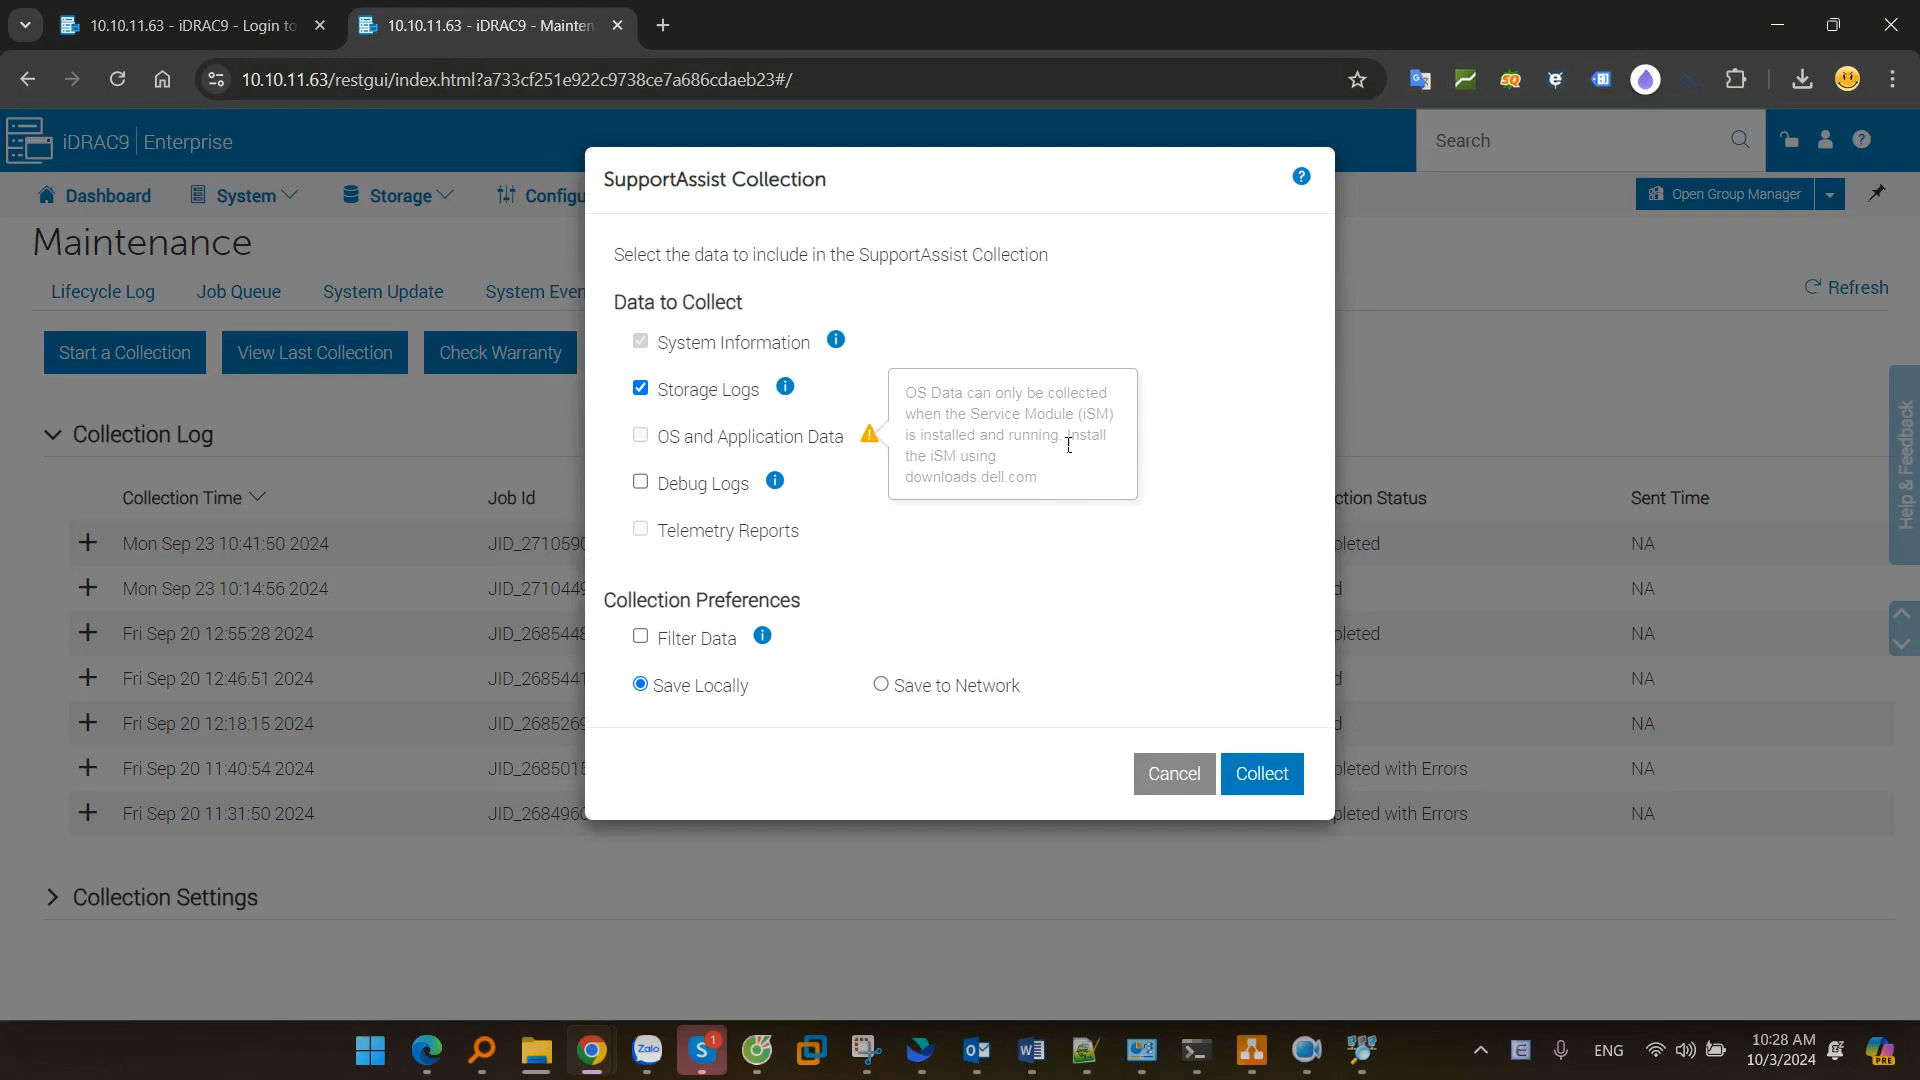 10.10.11.63 - iDRAC9 - Login to
10.10.11.63 - iDRAC9 - Mainten
10.10.11.63/restgui/index.html?a733cf251e922c9738ce7a686cdaeb23#/
iDRAC9 | Enterprise
Search
Dashboard
System
Storage
Configu
Open Group Manager
Maintenance
Lifecycle Log
Job Queue
System Update
System Even
Refresh
Start a Collection
View Last Collection
Check Warranty
SupportAssist Collection
Select the data to include in the SupportAssist Collection
Data to Collect
System Information
Storage Logs
OS and Application Data
Debug Logs
Telemetry Reports
OS Data can only be collected
when the Service Module (iSM)
is installed and running. Install
the iSM using
downloads.dell.com
Collection Preferences
Filter Data
Save Locally
Save to Network
Cancel
Collect
Collection Log
Collection Time
Job Id
ction Status
Sent Time
Mon Sep 23 10:41:50 2024
JID_2710590
pleted
NA
Mon Sep 23 10:14:56 2024
JID_2710449
d
NA
Fri Sep 20 12:55:28 2024
JID_2685448
pleted
NA
Fri Sep 20 12:46:51 2024
JID_2685441
d
NA
Fri Sep 20 12:18:15 2024
JID_2685269
d
NA
Fri Sep 20 11:40:54 2024
JID_2685015
pleted with Errors
NA
Fri Sep 20 11:31:50 2024
JID_2684960
pleted with Errors
NA
Collection Settings
Help & Feedback
Zalo
S
1
ENG
10:28 AM
10/3/2024
PRE